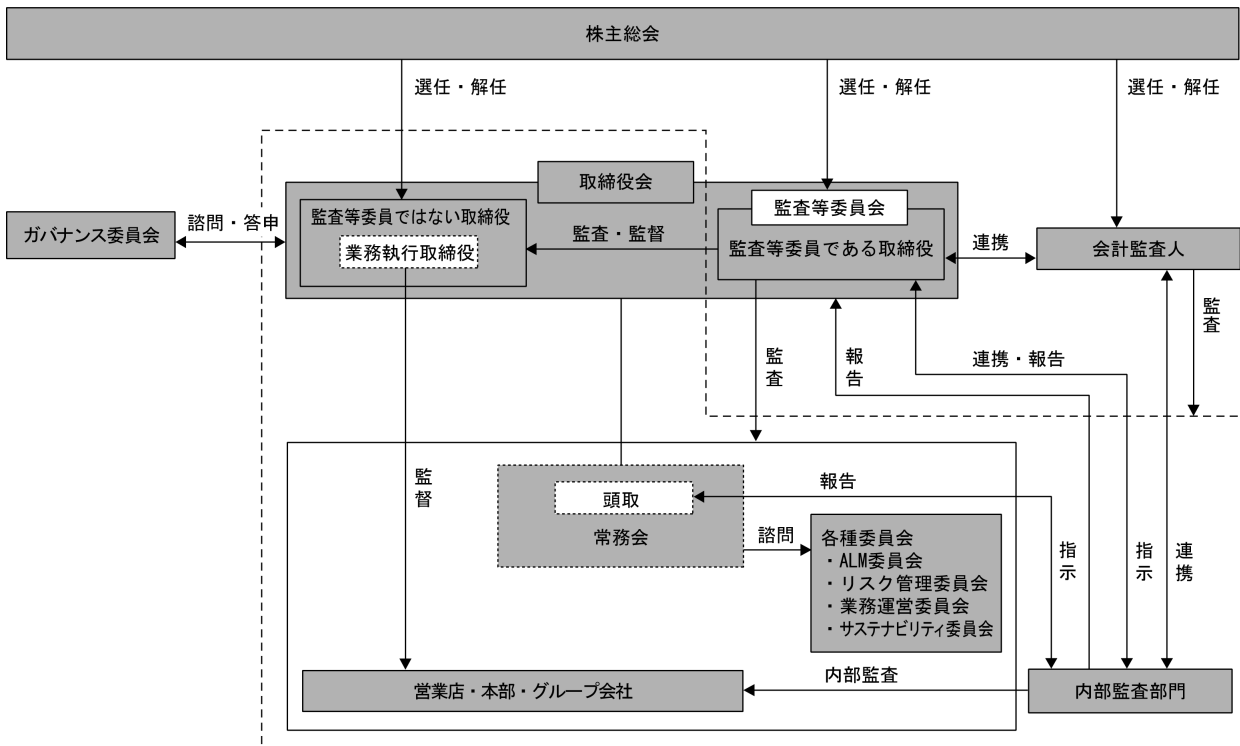 株主総会
選任・解任
選任・解任
選任・解任
取締役会
監査等委員ではない取締役
業務執行取締役
監査・監督
監査等委員会
監査等委員である取締役
ガバナンス委員会
諮問・答申
連携
会計監査人
監査
監査
報告
連携・報告
監督
頭取
常務会
報告
諮問
各種委員会
・ALM委員会
・リスク管理委員会
・業務運営委員会
・サステナビリティ委員会
指示
指示
連携
営業店・本部・グループ会社
内部監査
内部監査部門